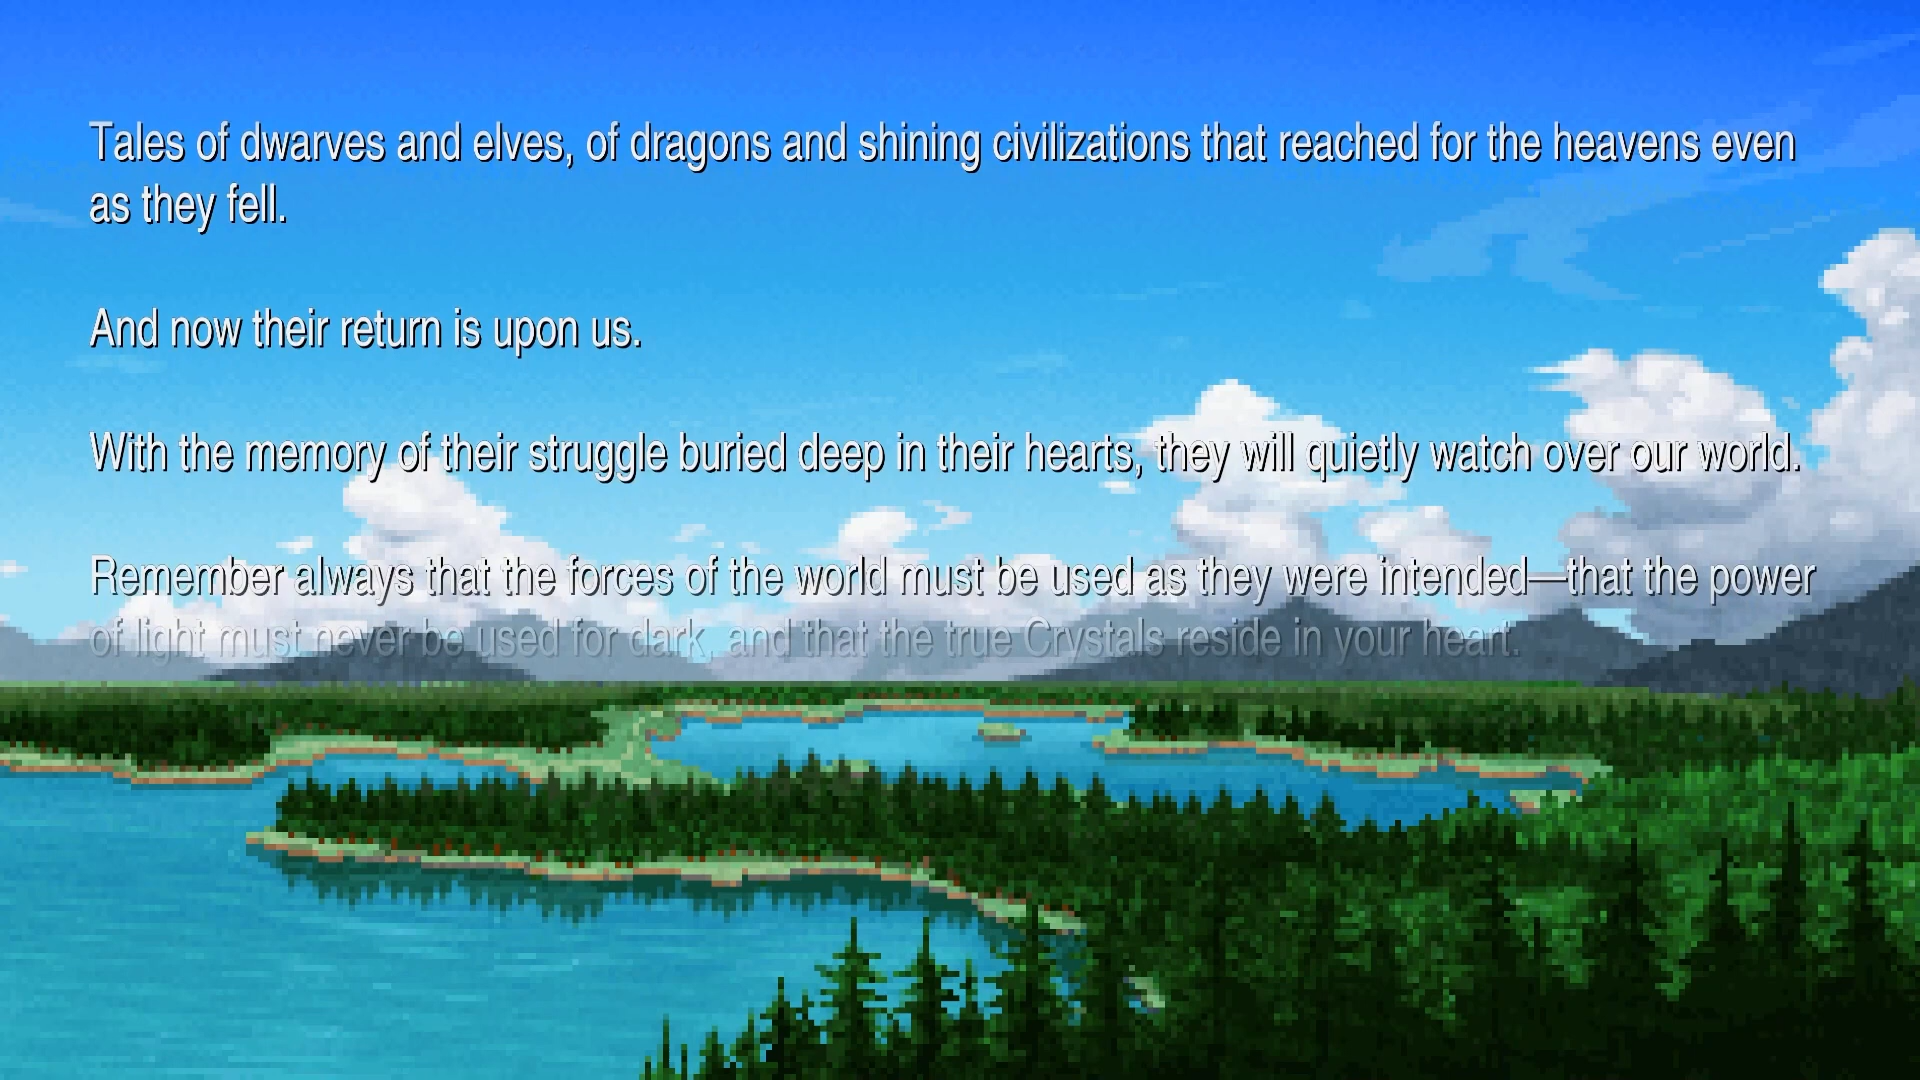 Tales of dwarves and elves, of dragons and shining civilizations that reached for the heavens even
as they fell.
And now their return is upon us.
With the memory of their struggle buried deep in their hearts, they will quietly watch over our world.
Remember always that the forces of the world must be used as they were intended—that the power
of light must never be used for dark, and that the true Crystals reside in your heart.